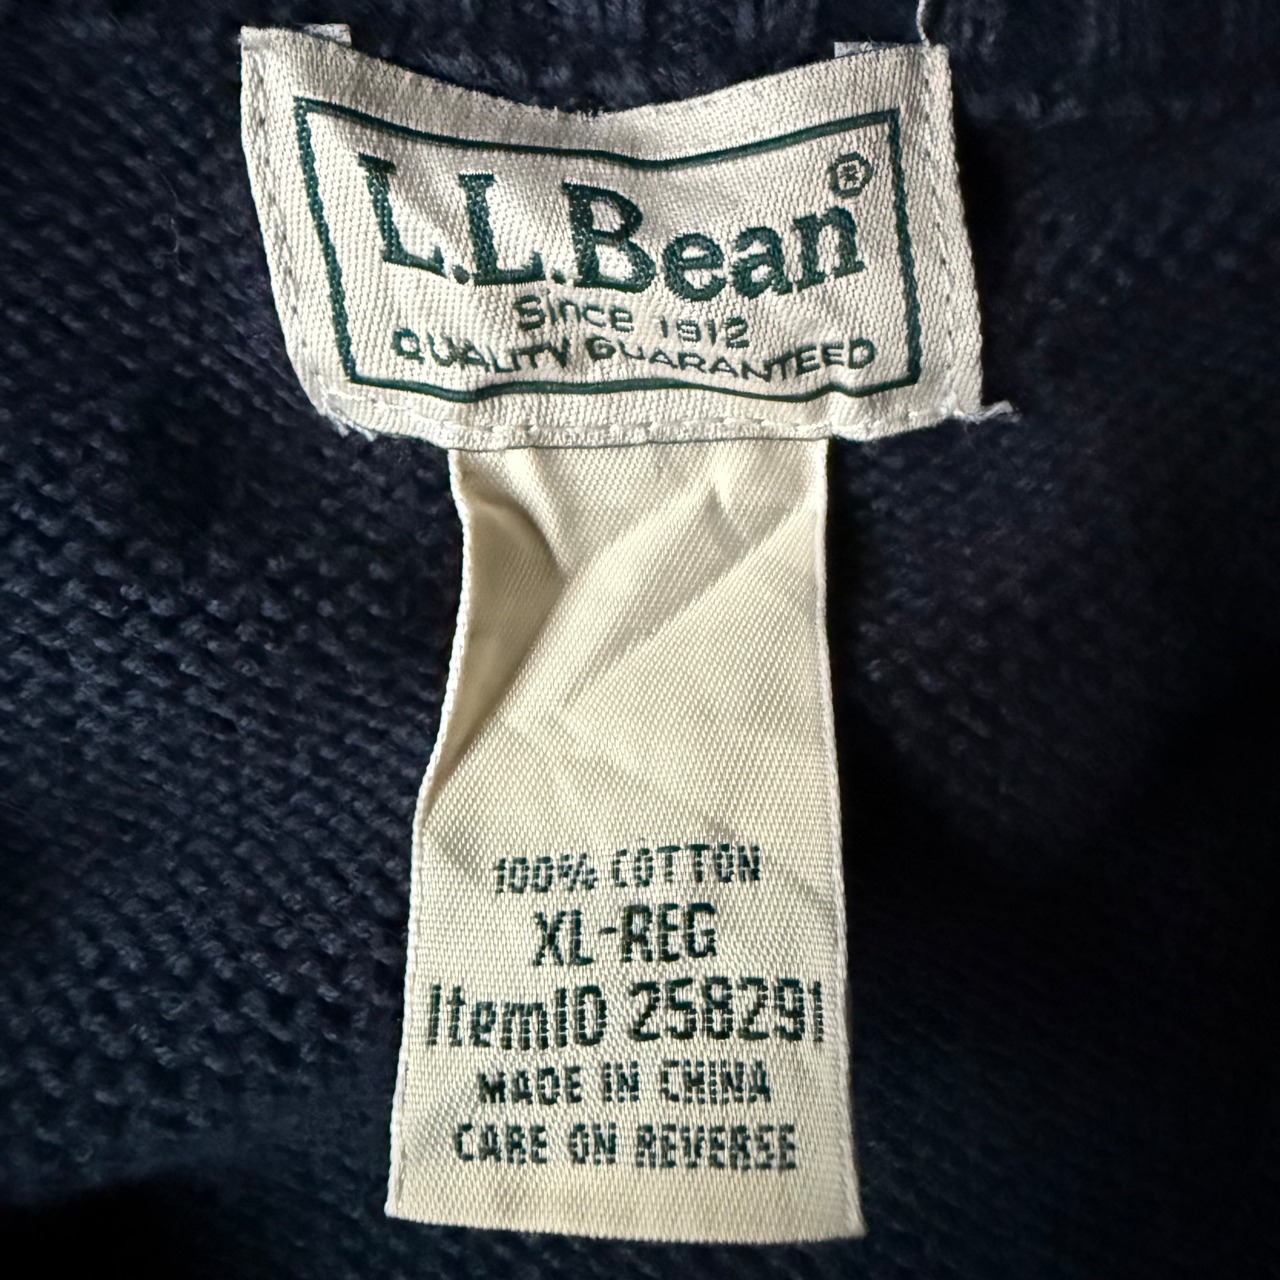 L.L.Bean®
Since 1912
QUALITY GUARANTEED
100% COTTON
XL-REG
ItemID 258291
MADE IN CHINA
CARE ON REVERSE